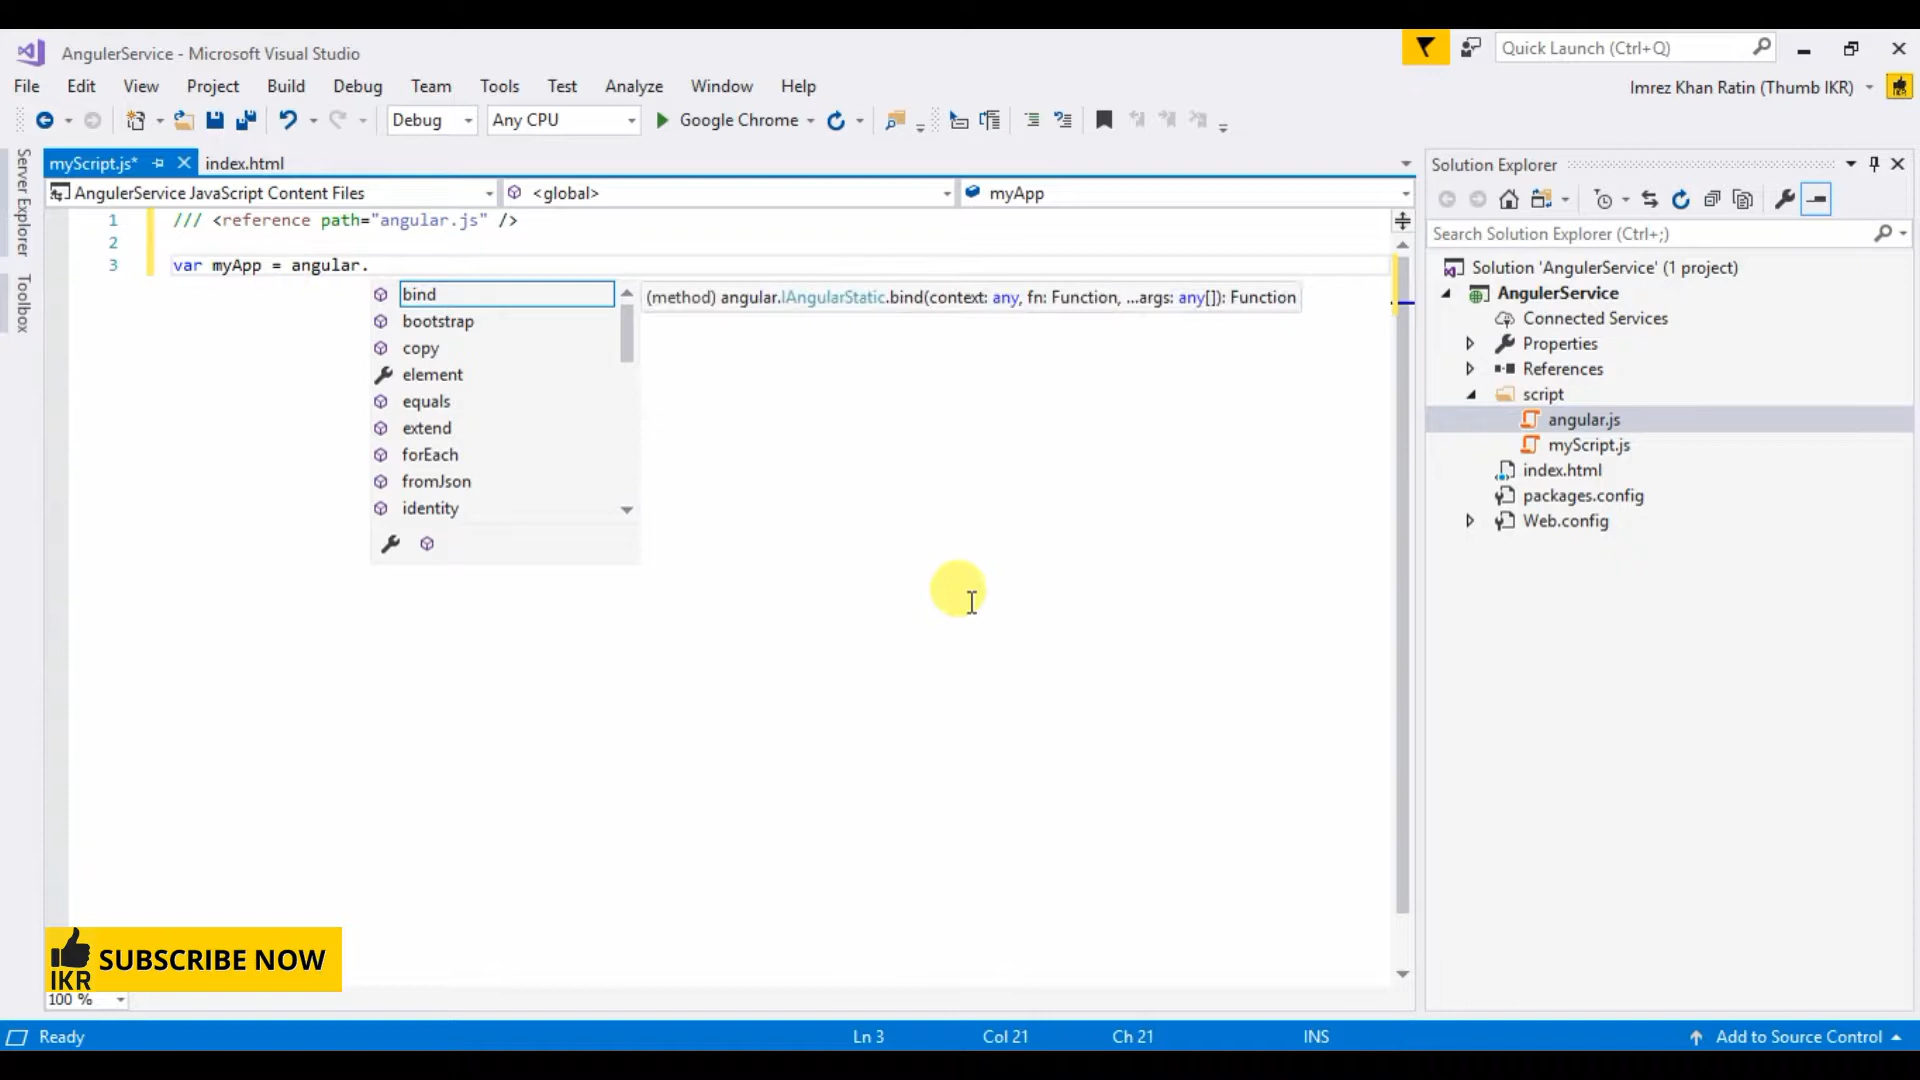 AngulerService - Microsoft Visual Studio
Quick Launch (Ctrl+Q)
File Edit View Project Build Debug Team Tools Test Analyze Window Help
Imrez Khan Ratin (Thumb IKR)
Debug Any CPU Google Chrome
Server Explorer
Toolbox
myScript.js* index.html
AngulerService JavaScript Content Files <global> myApp
1 /// <reference path="angular.js" />
2
3 var myApp = angular.
bind
bootstrap
copy
element
equals
extend
forEach
fromJson
identity
(method) angular.IAngularStatic.bind(context: any, fn: Function, ...args: any[]): Function
Solution Explorer
Search Solution Explorer (Ctrl+;)
Solution 'AngulerService' (1 project)
AngulerService
Connected Services
Properties
References
script
angular.js
myScript.js
index.html
packages.config
Web.config
IKR SUBSCRIBE NOW
100 %
Ready Ln 3 Col 21 Ch 21 INS Add to Source Control